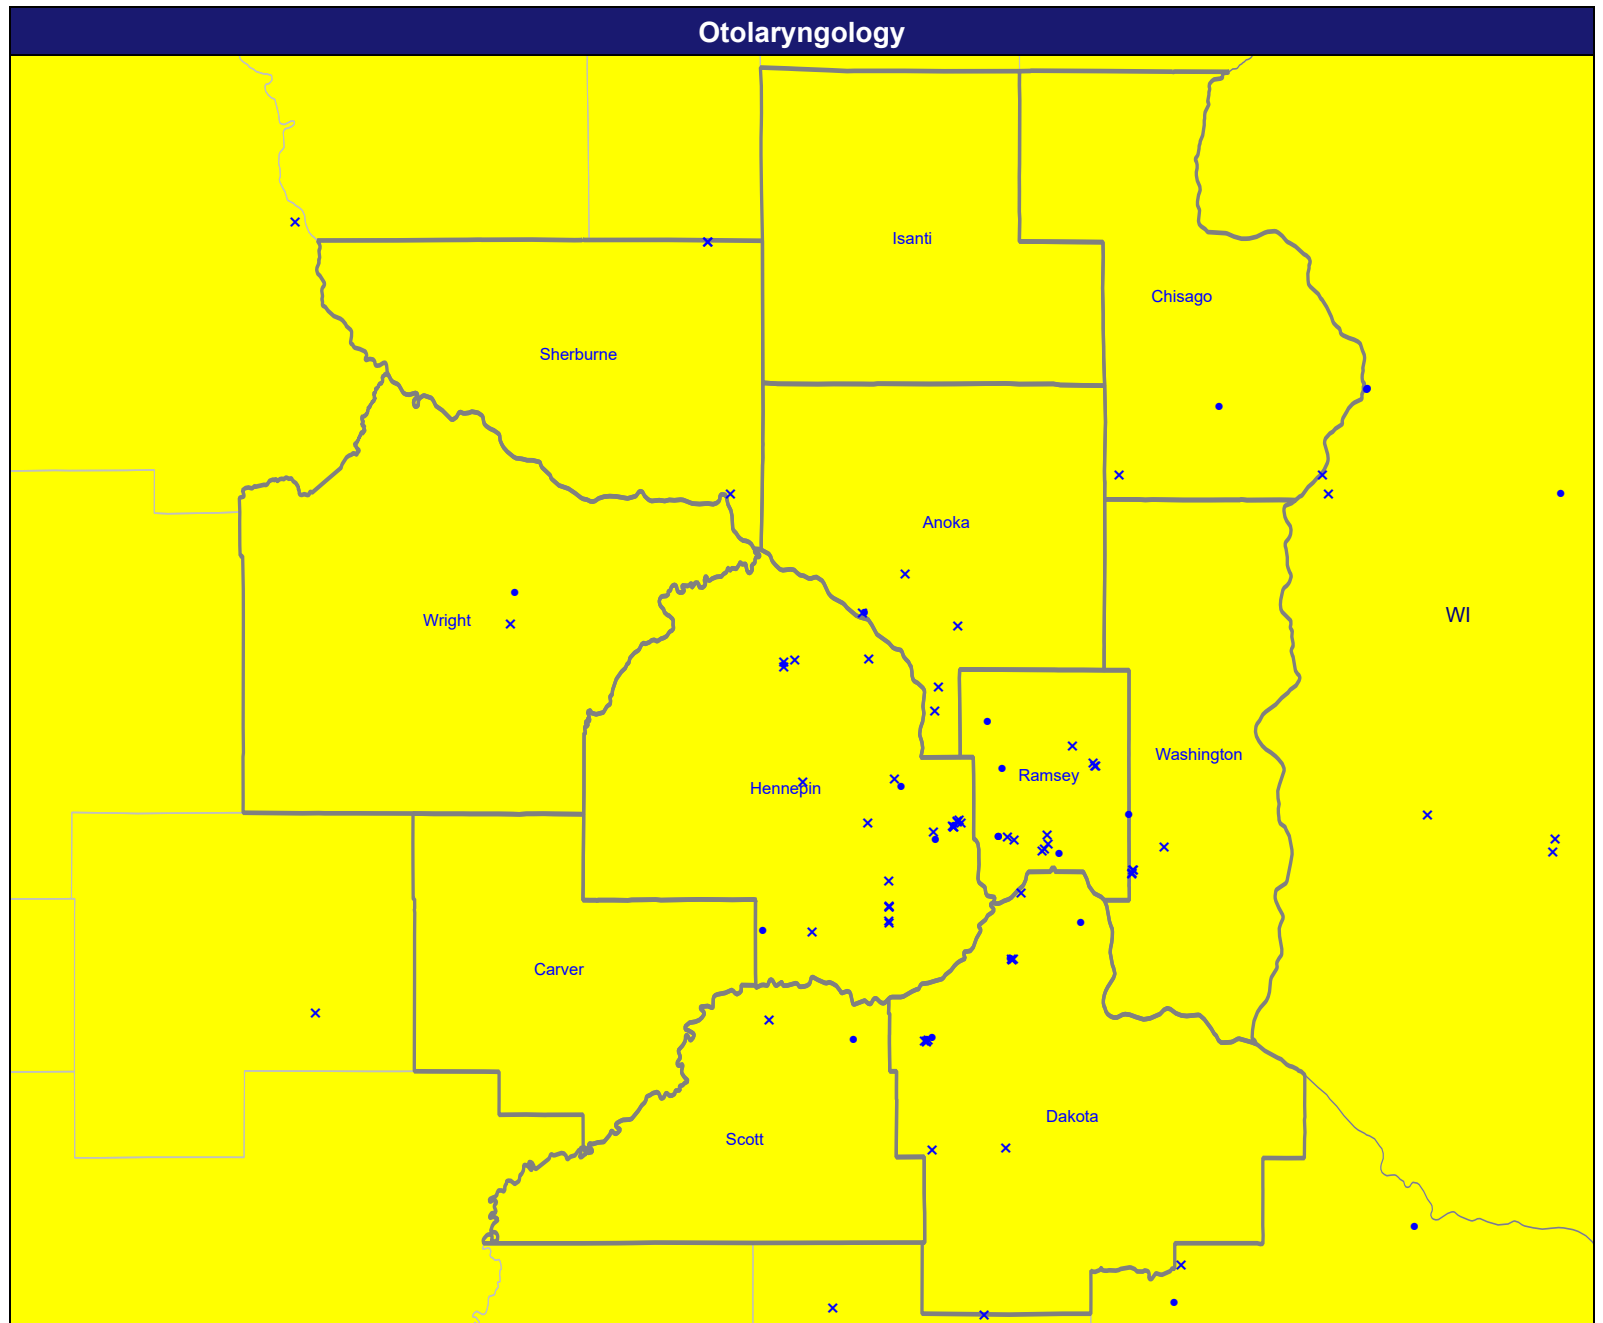 Otolaryngology
Isanti
Chisago
Sherburne
Anoka
WI
Wright
Washington
Ramsey
Hennepin
Carver
Dakota
Scott